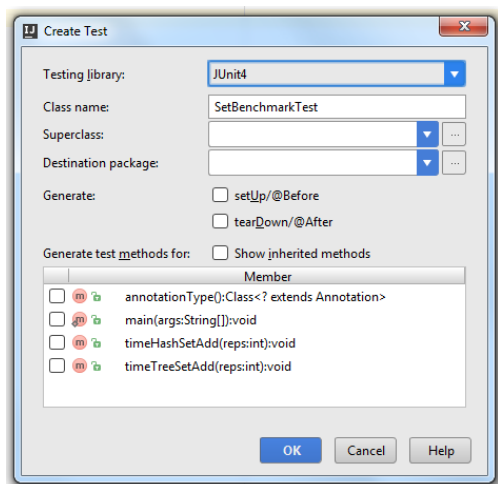 IJ Create Test
Testing library: JUnit4
Class name: SetBenchmarkTest
Superclass: ...
Destination package: ...
Generate: setUp/@Before
tearDown/@After
Generate test methods for: Show inherited methods
Member
m annotationType():Class<? extends Annotation>
m main(args:String[]):void
m timeHashSetAdd(reps:int):void
m timeTreeSetAdd(reps:int):void
OK Cancel Help